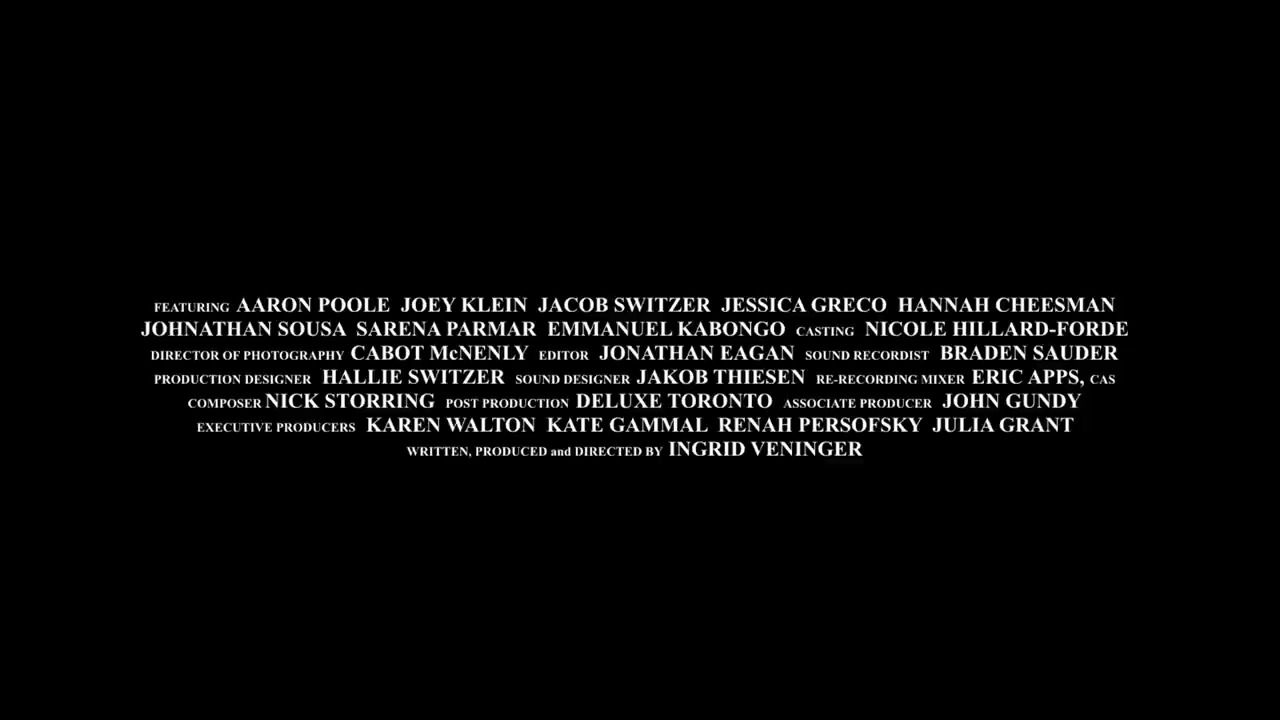 FEATURING AARON POOLE JOEY KLEIN JACOB SWITZER JESSICA GRECO HANNAH CHEESMAN
JOHNATHAN SOUSA SARENA PARMAR EMMANUEL KABONGO CASTING NICOLE HILLARD-FORDE
DIRECTOR OF PHOTOGRAPHY CABOT McNENLY EDITOR JONATHAN EAGAN SOUND RECORDIST BRADEN SAUDER
PRODUCTION DESIGNER HALLIE SWITZER SOUND DESIGNER JAKOB THIESEN RE-RECORDING MIXER ERIC APPS, CAS
COMPOSER NICK STORRING POST PRODUCTION DELUXE TORONTO ASSOCIATE PRODUCER JOHN GUNDY
EXECUTIVE PRODUCERS KAREN WALTON KATE GAMMAL RENAH PERSOFSKY JULIA GRANT
WRITTEN, PRODUCED and DIRECTED BY INGRID VENINGER